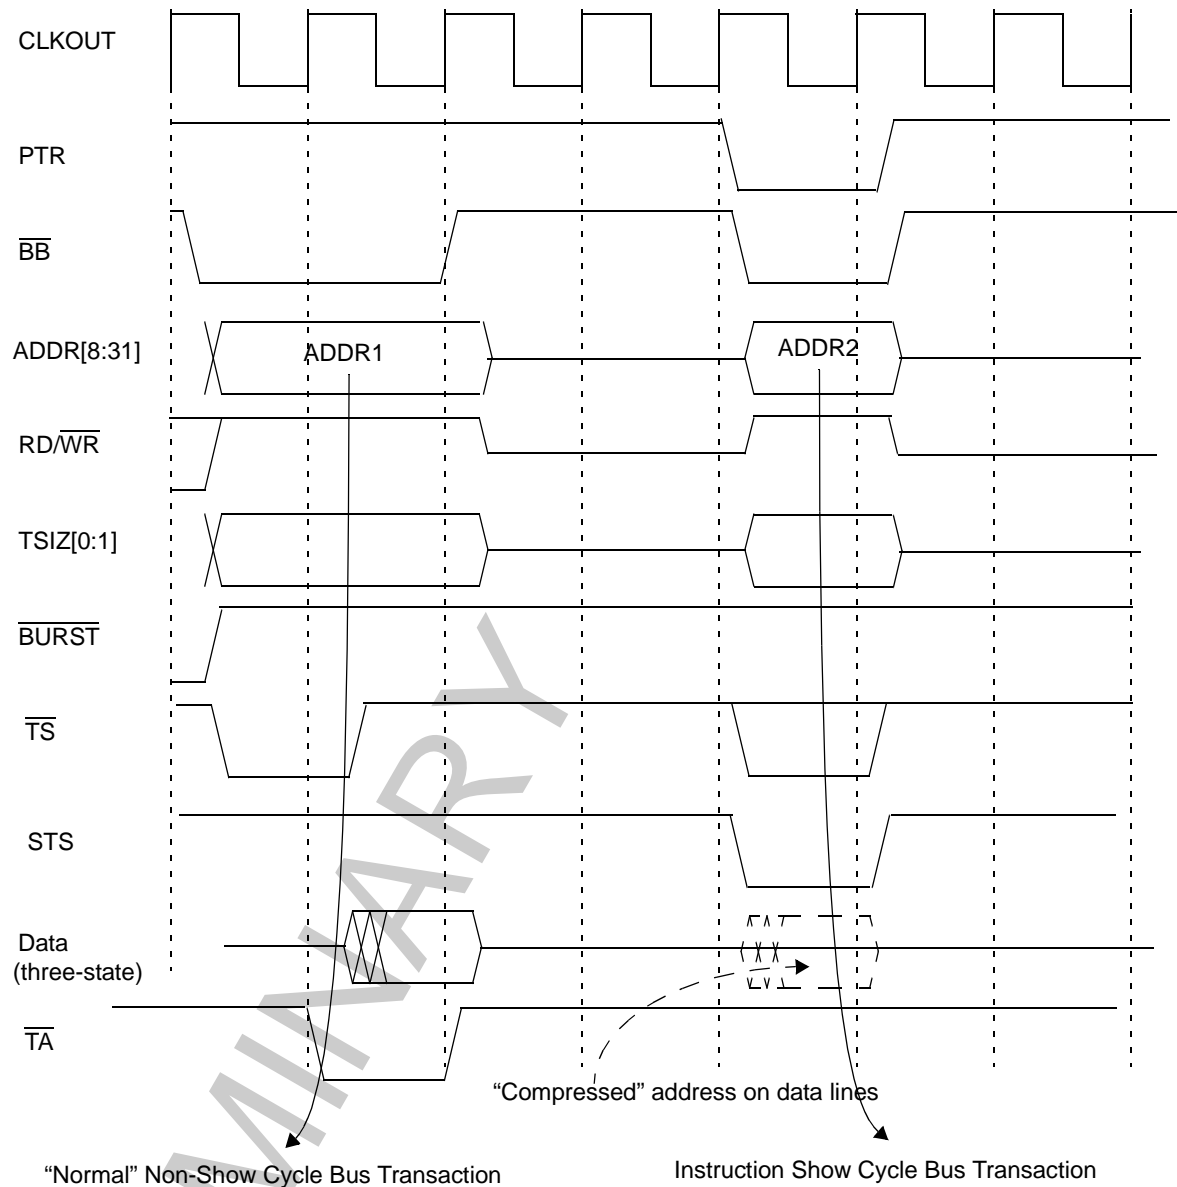 CLKOUT
PTR
BB
ADDR[8:31]
ADDR1
ADDR2
RD/WR
TSIZ[0:1]
BURST
TS
STS
Data
(three-state)
TA
“Compressed” address on data lines
“Normal” Non-Show Cycle Bus Transaction
Instruction Show Cycle Bus Transaction
MINARY